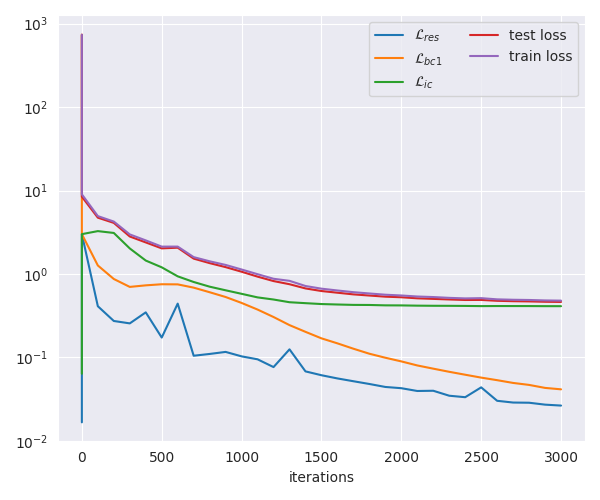 10³
10²
10¹
10⁰
10⁻¹
10⁻²
ℒ_res
ℒ_bc1
ℒ_ic
test loss
train loss
0
500
1000
1500
2000
2500
3000
iterations